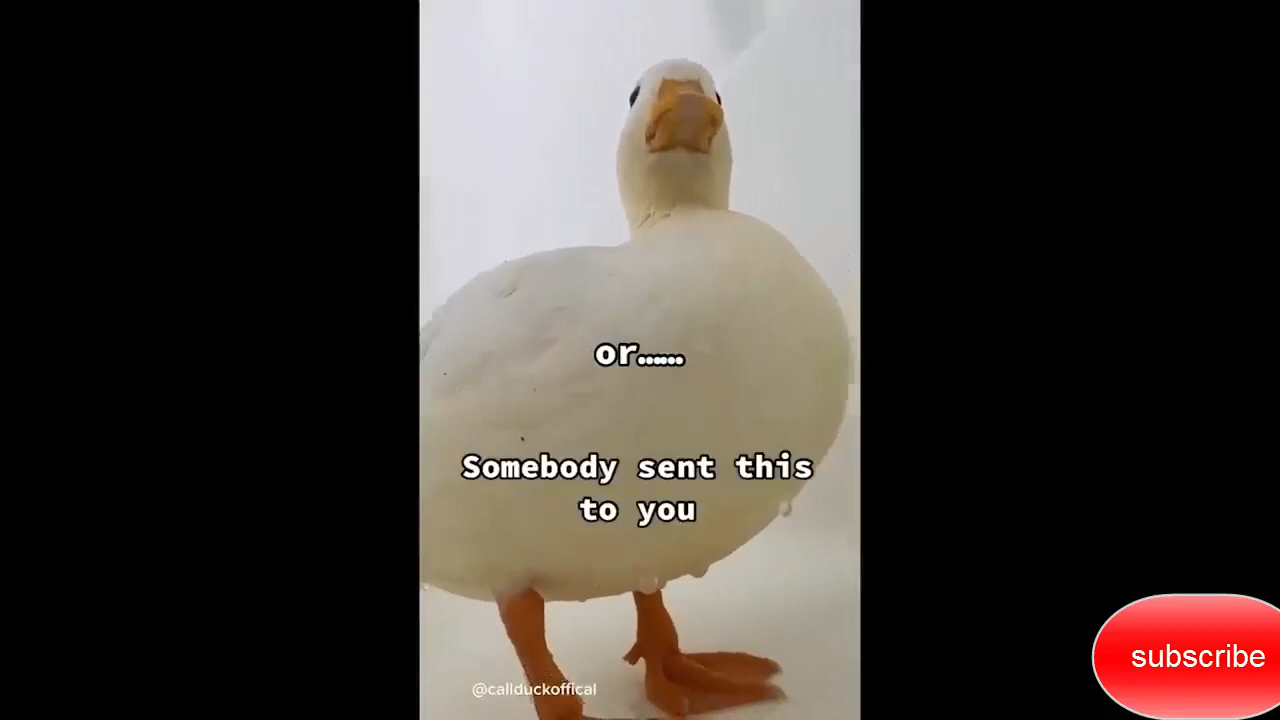 or......
Somebody sent this
to you
@callduckoffical
subscribe